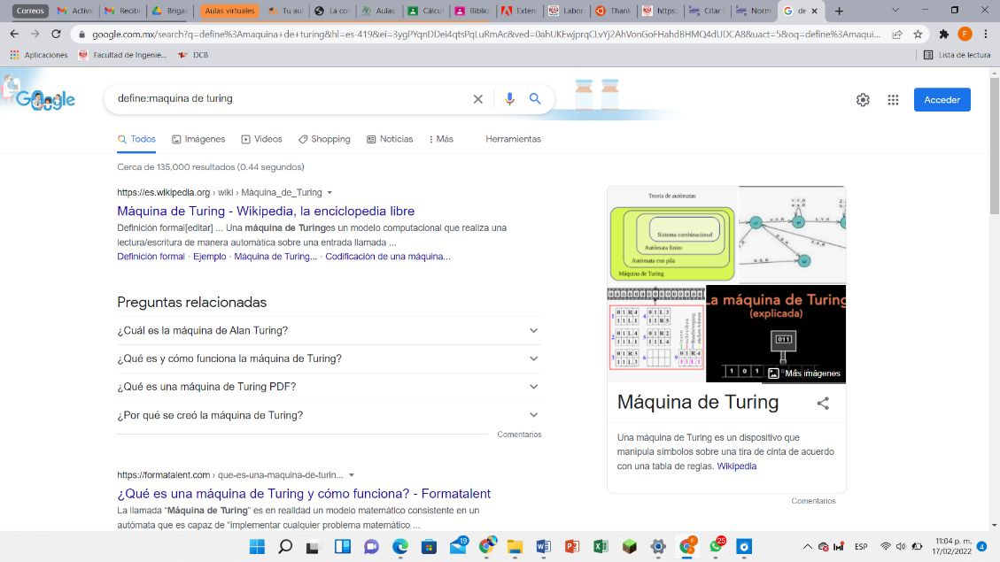 Correos
Activid
Recibi
Brigad
Aulas virtuales
Tu aut
La cor
Aulas
Cálcul
Biblio
Exten
Labora
Thank
https:
Citar t
Norm
de
google.com.mx/search?q=define%3Amaquina+de+turing&hl=es-419&ei=3ygPYqnDDei4qtsPqLuRmAc&ved=0ahUKEwjprqCLvYj2AhVonGoFHahdBHMQ4dUDCA8&uact=5&oq=define%3Amaqui...
Aplicaciones
Facultad de Ingenie...
DCB
Lista de lectura
Google
define:maquina de turing
Acceder
Todos
Imágenes
Videos
Shopping
Noticias
Más
Herramientas
Cerca de 135,000 resultados (0.44 segundos)
https://es.wikipedia.org › wiki › Máquina_de_Turing
Máquina de Turing - Wikipedia, la enciclopedia libre
Definición formal[editar] ... Una máquina de Turinges un modelo computacional que realiza una
lectura/escritura de manera automática sobre una entrada llamada ...
Definición formal · Ejemplo · Máquina de Turing... · Codificación de una máquina...
Preguntas relacionadas
¿Cuál es la máquina de Alan Turing?
¿Qué es y cómo funciona la máquina de Turing?
¿Qué es una máquina de Turing PDF?
¿Por qué se creó la máquina de Turing?
Comentarios
https://formatalent.com › que-es-una-maquina-de-turin...
¿Qué es una máquina de Turing y cómo funciona? - Formatalent
La llamada “Máquina de Turing” es en realidad un modelo matemático consistente en un
autómata que es capaz de “implementar cualquier problema matemático ...
Teoria de autómatas
Sistema combinacional
Autómata finito
Autómata con pila
Máquina de Turing
La máquina de Turing
(explicada)
011
1 0 1
Más imágenes
Máquina de Turing
Una máquina de Turing es un dispositivo que
manipula símbolos sobre una tira de cinta de acuerdo
con una tabla de reglas. Wikipedia
Comentarios
19
25
ESP
11:04 p. m.
17/02/2022
4